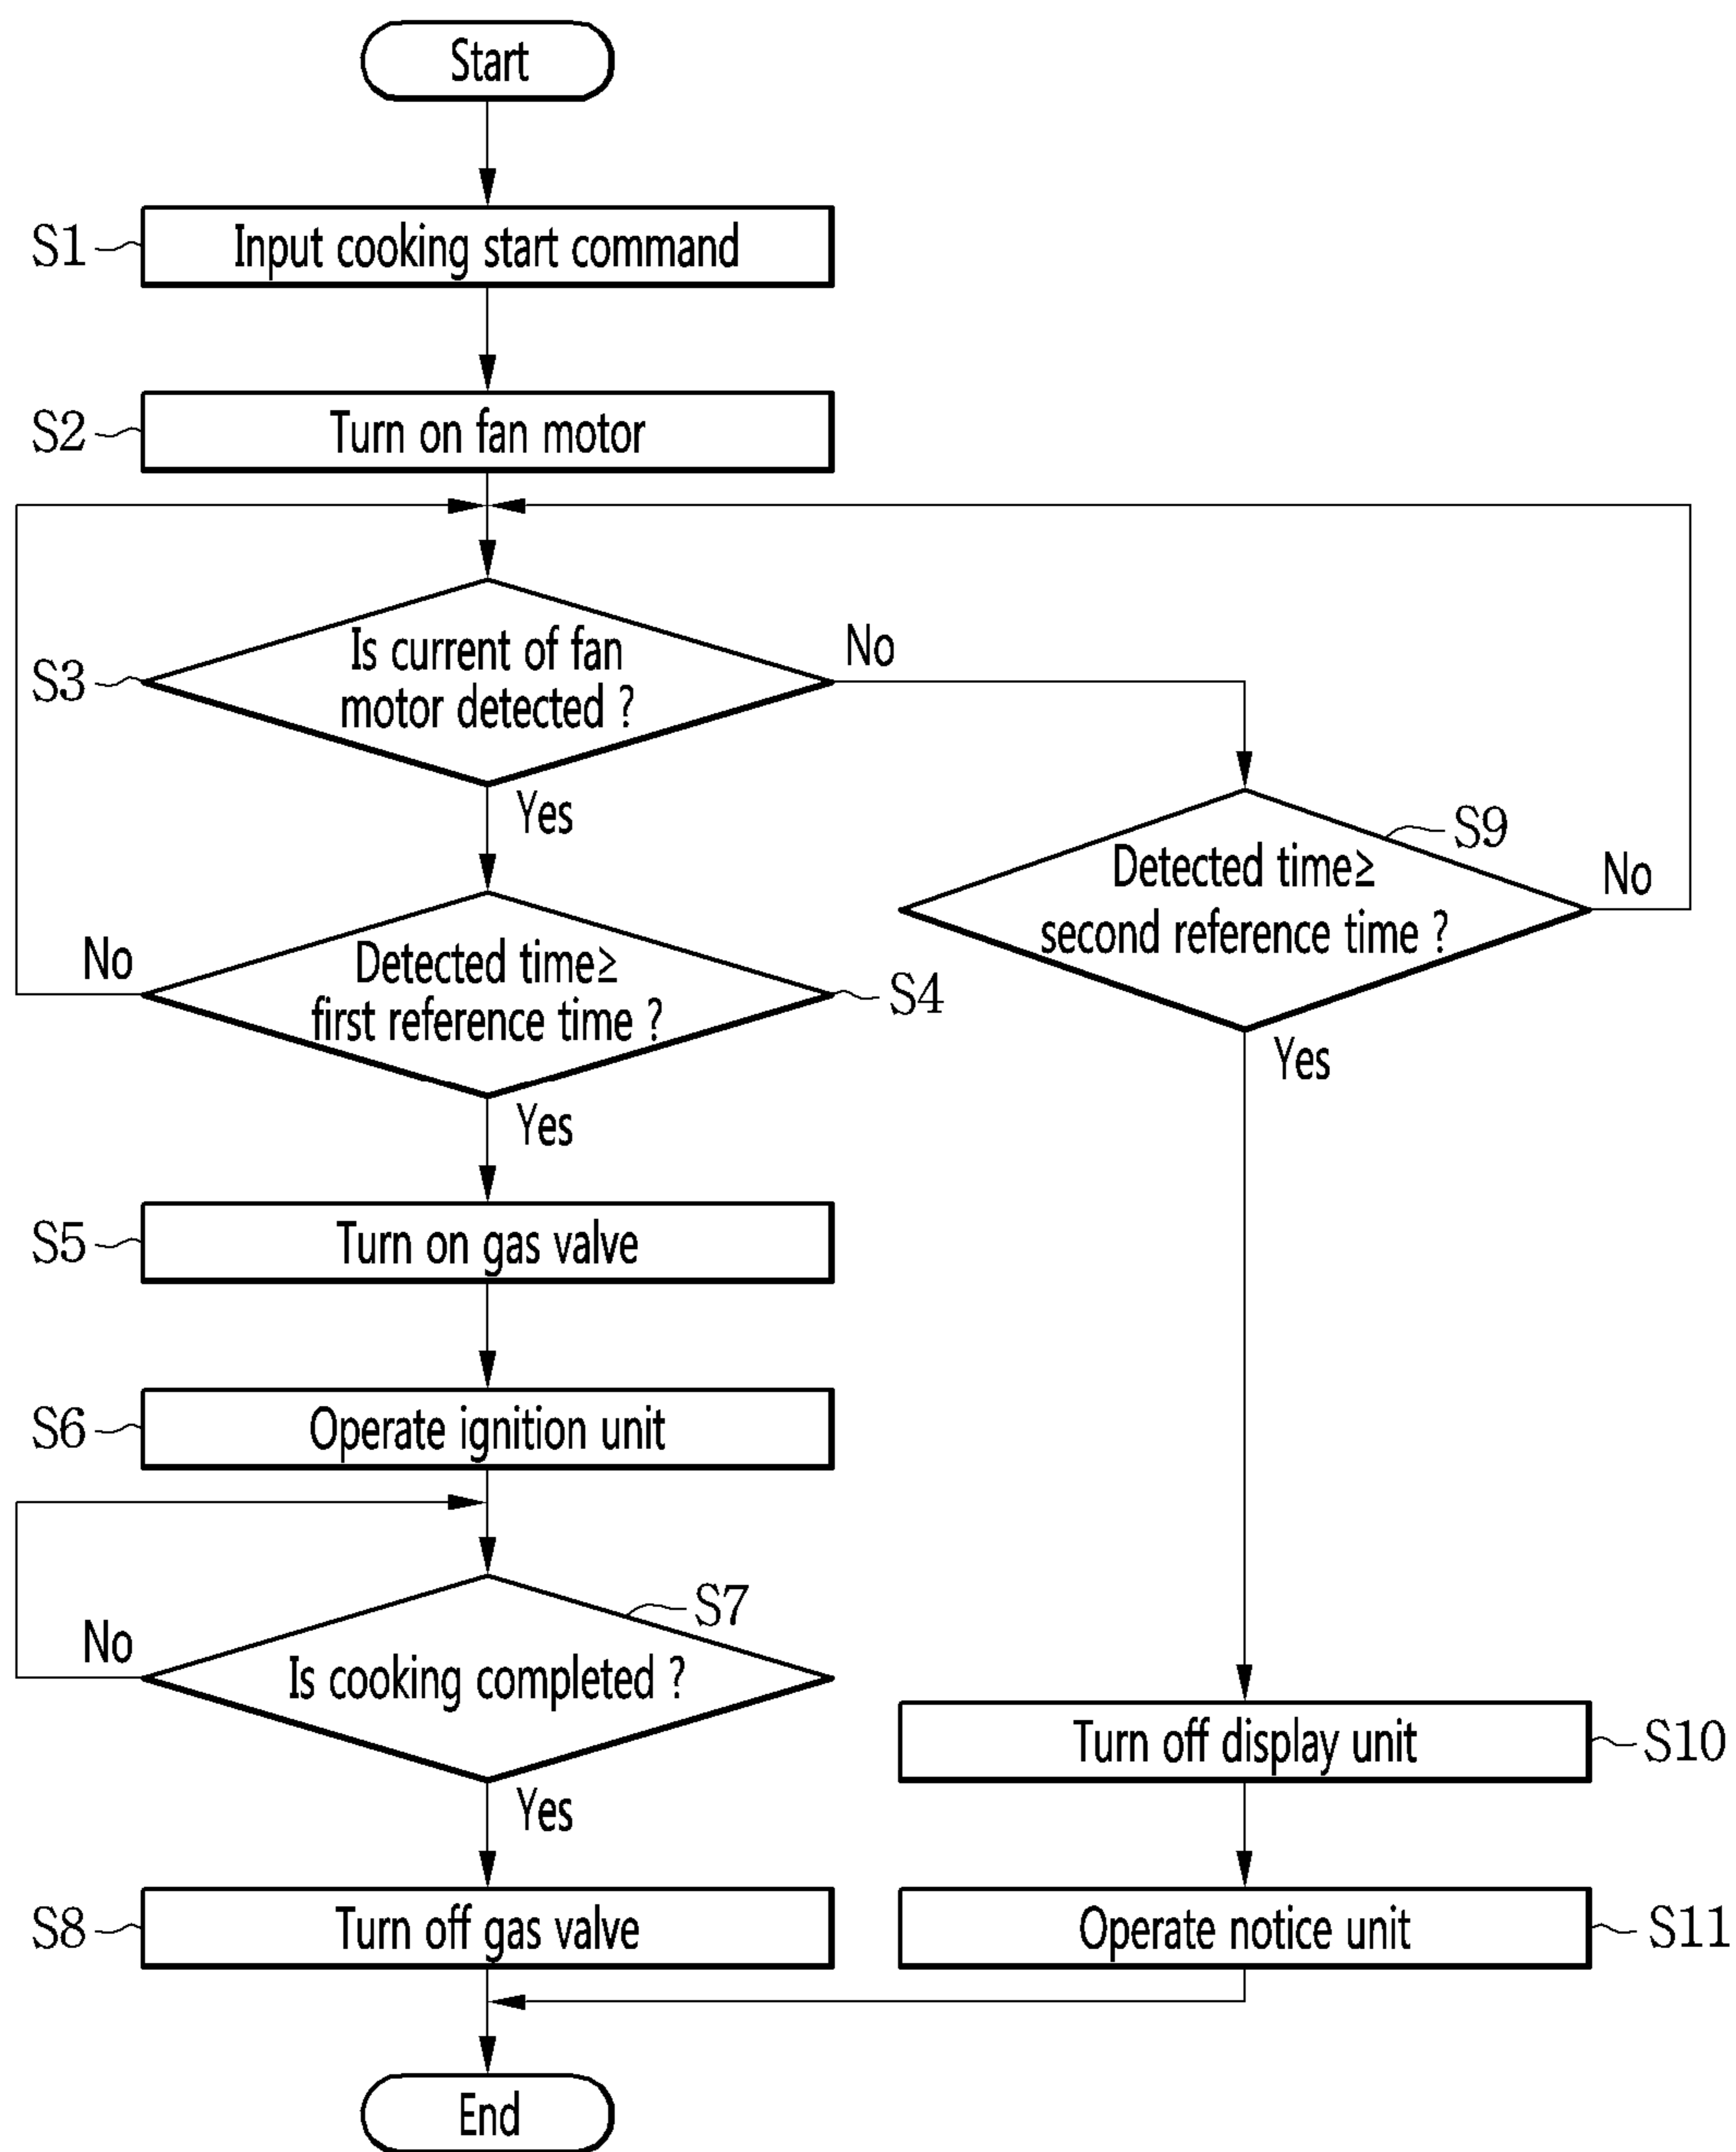 Start
S1
Input cooking start command
S2
Turn on fan motor
S3
Is current of fan
motor detected ?
No
Yes
S9
Detected time≥
second reference time ?
No
Yes
No
Detected time≥
first reference time ?
S4
Yes
S5
Turn on gas valve
S6
Operate ignition unit
S7
No
Is cooking completed ?
Yes
Turn off display unit
S10
S8
Turn off gas valve
Operate notice unit
S11
End